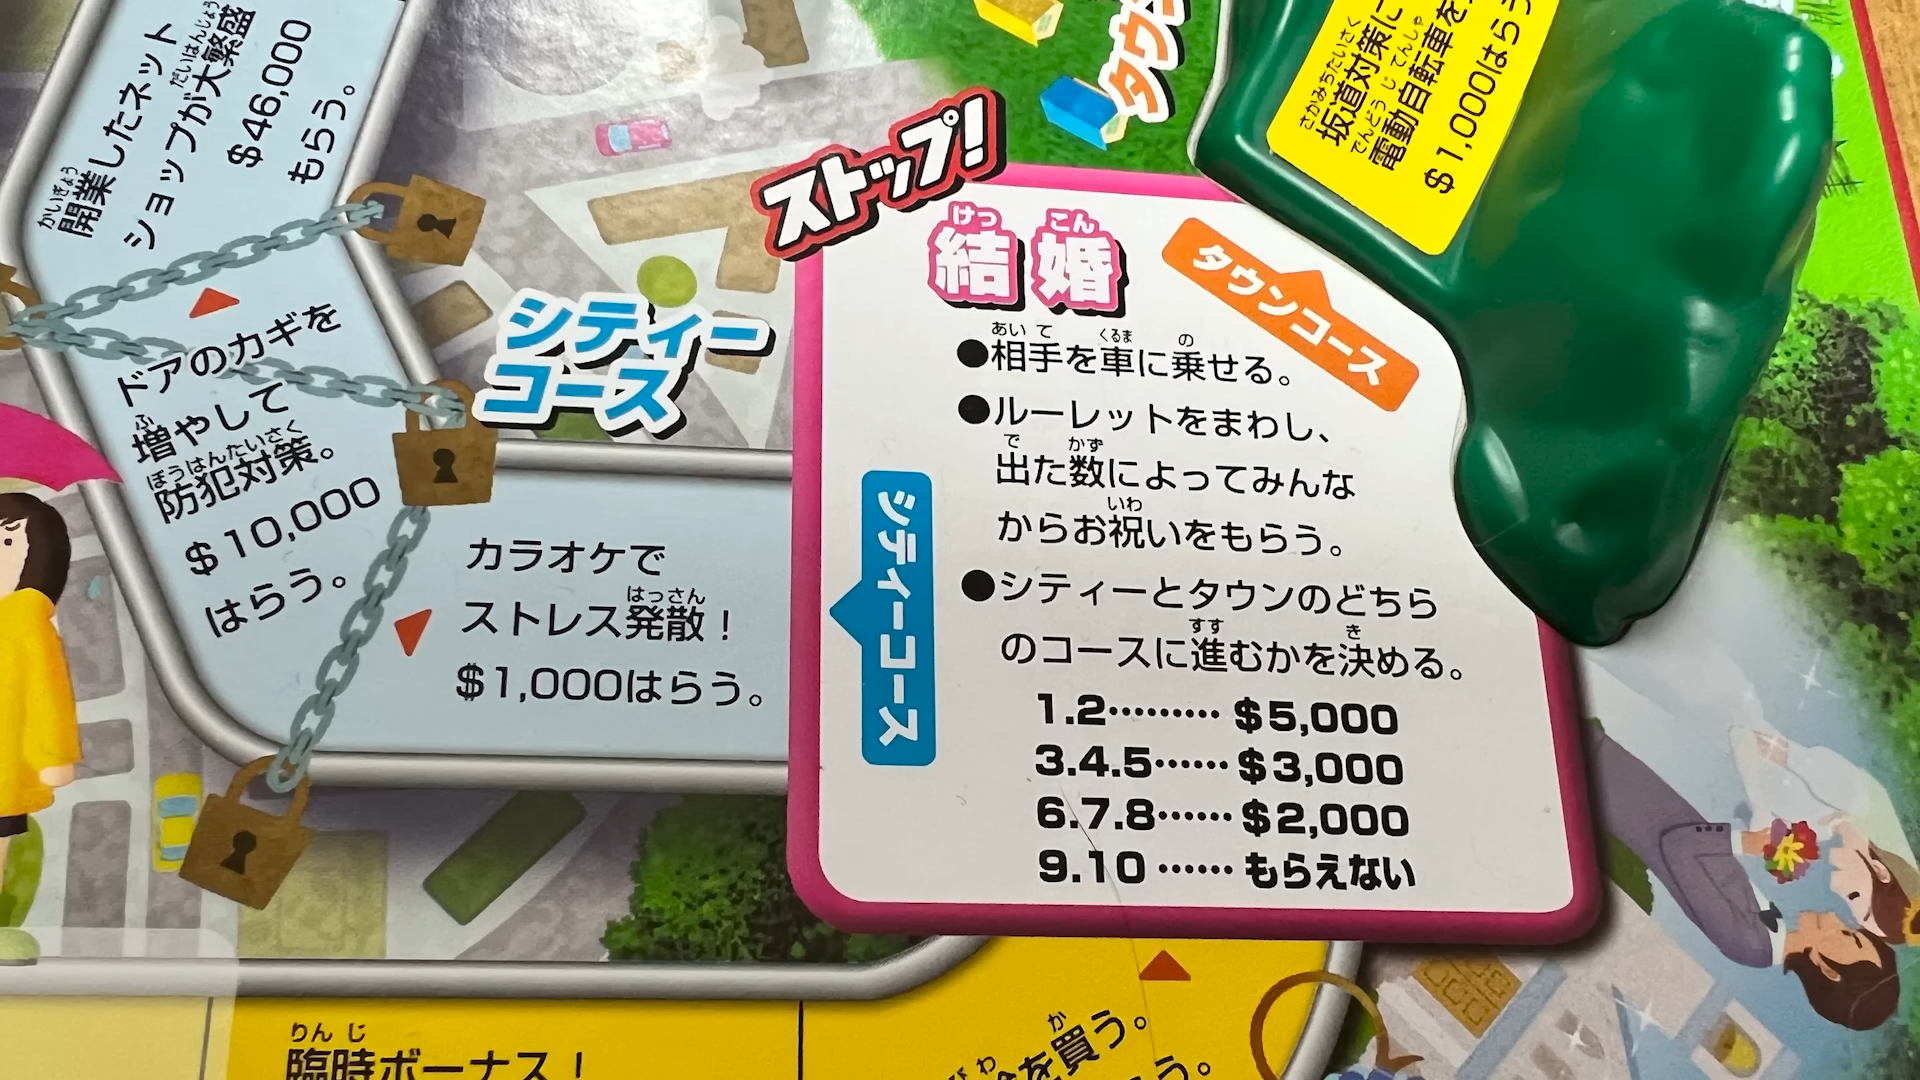 開業したネット
ショップが大繁盛
$46,000
もらう。
ドアのカギを
増やして
防犯対策。
$10,000
はらう。
カラオケで
ストレス発散！
$1,000はらう。
シティー
コース
ストップ！
結婚
タウンコース
シティーコース
●相手を車に乗せる。
●ルーレットをまわし、
出た数によってみんな
からお祝いをもらう。
●シティーとタウンのどちら
のコースに進むかを決める。
1.2………$5,000
3.4.5……$3,000
6.7.8……$2,000
9.10……もらえない
坂道対策に
電動自転車を
$1,000はらう
臨時ボーナス！
を買う。
う。